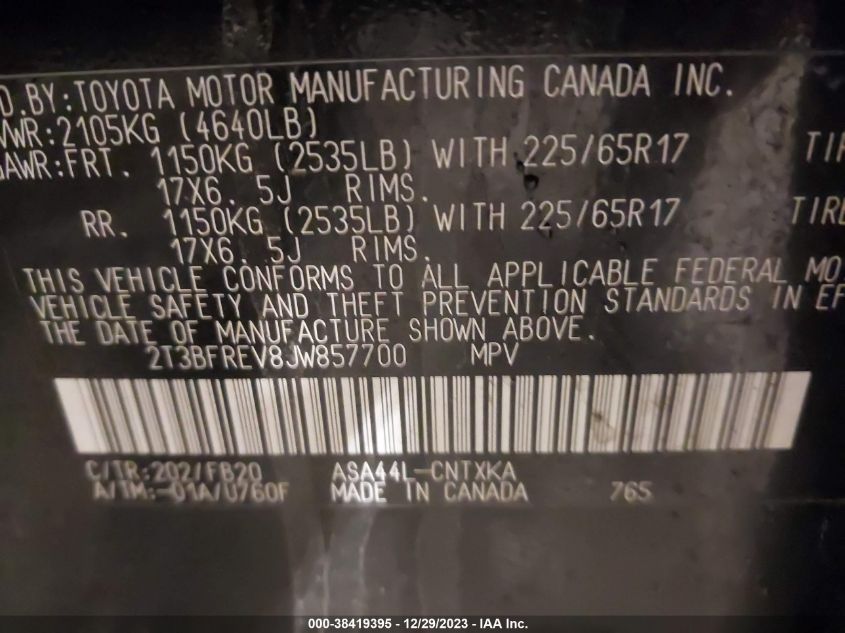 D.BY:TOYOTA MOTOR MANUFACTURING CANADA INC.
VWR:2105KG (4640LB)
GAWR:FRT. 1150KG (2535LB) WITH 225/65R17 TIR
17X6.5J RIMS.
RR. 1150KG (2535LB) WITH 225/65R17 TIRE
17X6.5J RIMS.
THIS VEHICLE CONFORMS TO ALL APPLICABLE FEDERAL MO
VEHICLE SAFETY AND THEFT PREVENTION STANDARDS IN EF
THE DATE OF MANUFACTURE SHOWN ABOVE.
2T3BFREV8JW857700 MPV
C/TR:202/FB20 ASA44L-CNTXKA
A/TM:-01A/U760F MADE IN CANADA 765
000-38419395 - 12/29/2023 - IAA Inc.